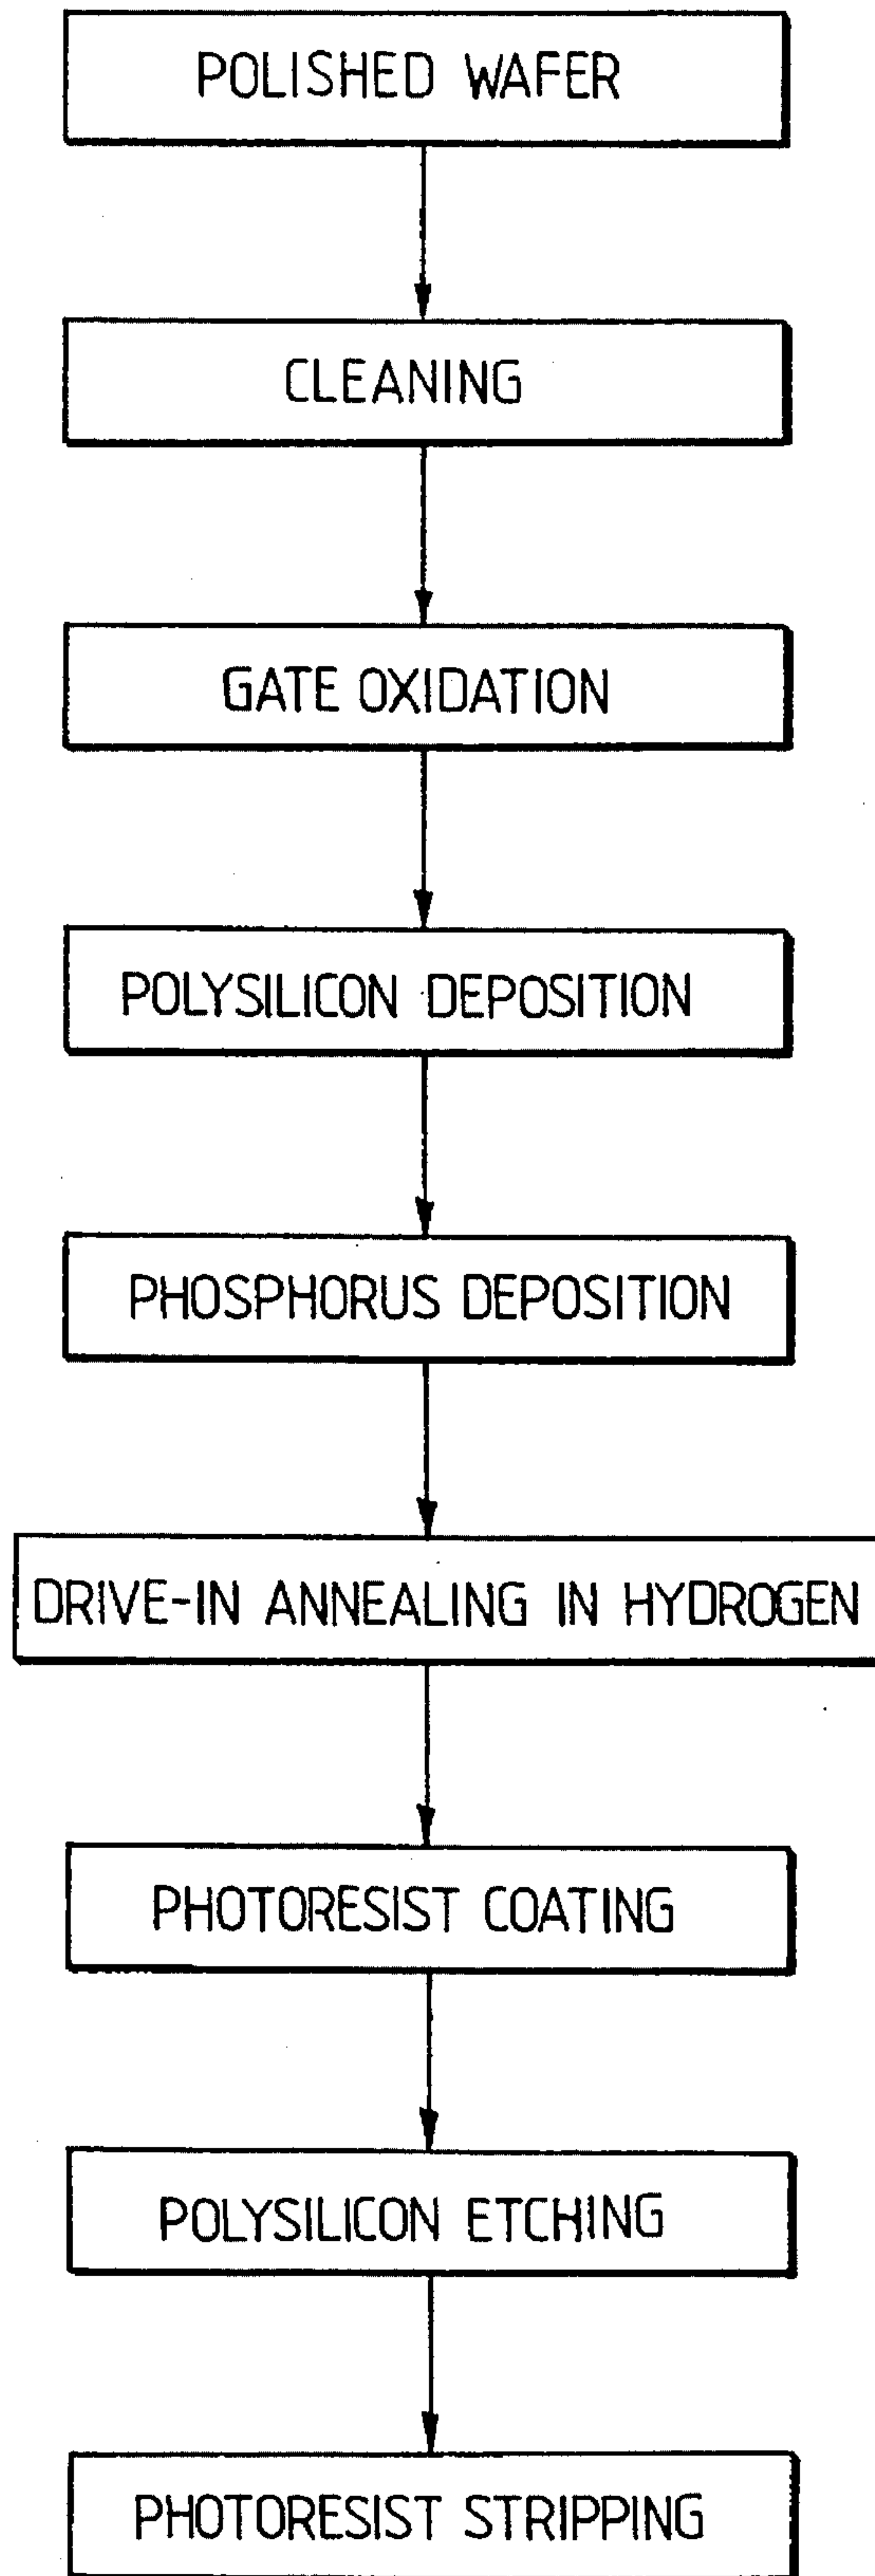 POLISHED WAFER
CLEANING
GATE OXIDATION
POLYSILICON DEPOSITION
PHOSPHORUS DEPOSITION
DRIVE-IN ANNEALING IN HYDROGEN
PHOTORESIST COATING
POLYSILICON ETCHING
PHOTORESIST STRIPPING